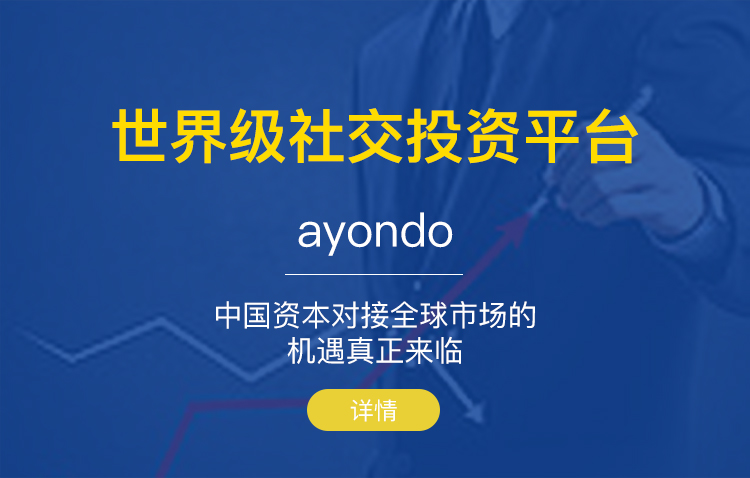 世界级社交投资平台
ayondo
中国资本对接全球市场的
机遇真正来临
详情